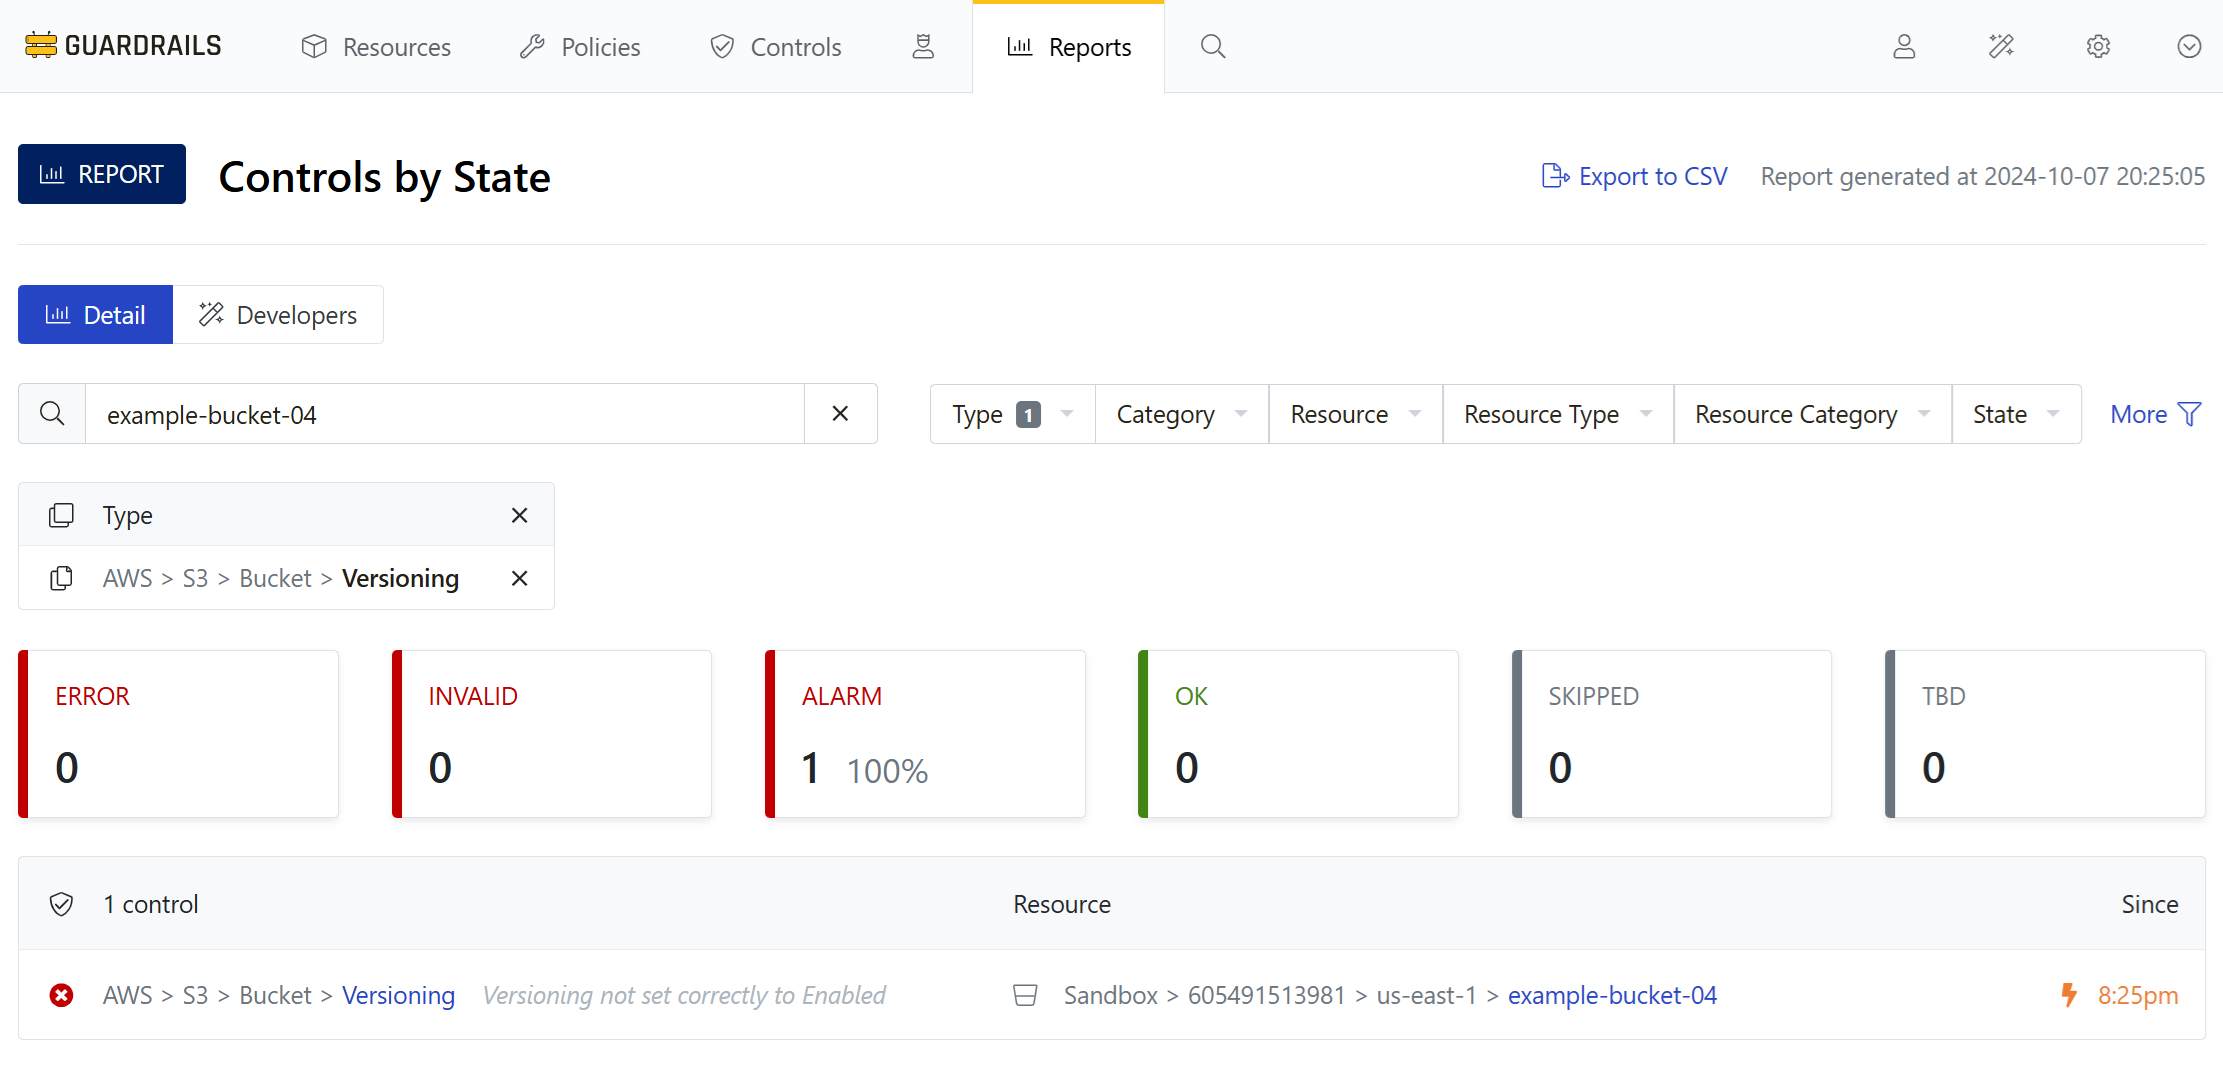 GUARDRAILS Resources Policies Controls Reports
REPORT Controls by State Export to CSV Report generated at 2024-10-07 20:25:05
Detail Developers
example-bucket-04 Type 1 Category Resource Resource Type Resource Category State More
Type
AWS > S3 > Bucket > Versioning
ERROR INVALID ALARM OK SKIPPED TBD
0 0 1 100% 0 0 0
1 control Resource Since
AWS > S3 > Bucket > Versioning Versioning not set correctly to Enabled Sandbox > 605491513981 > us-east-1 > example-bucket-04 8:25pm